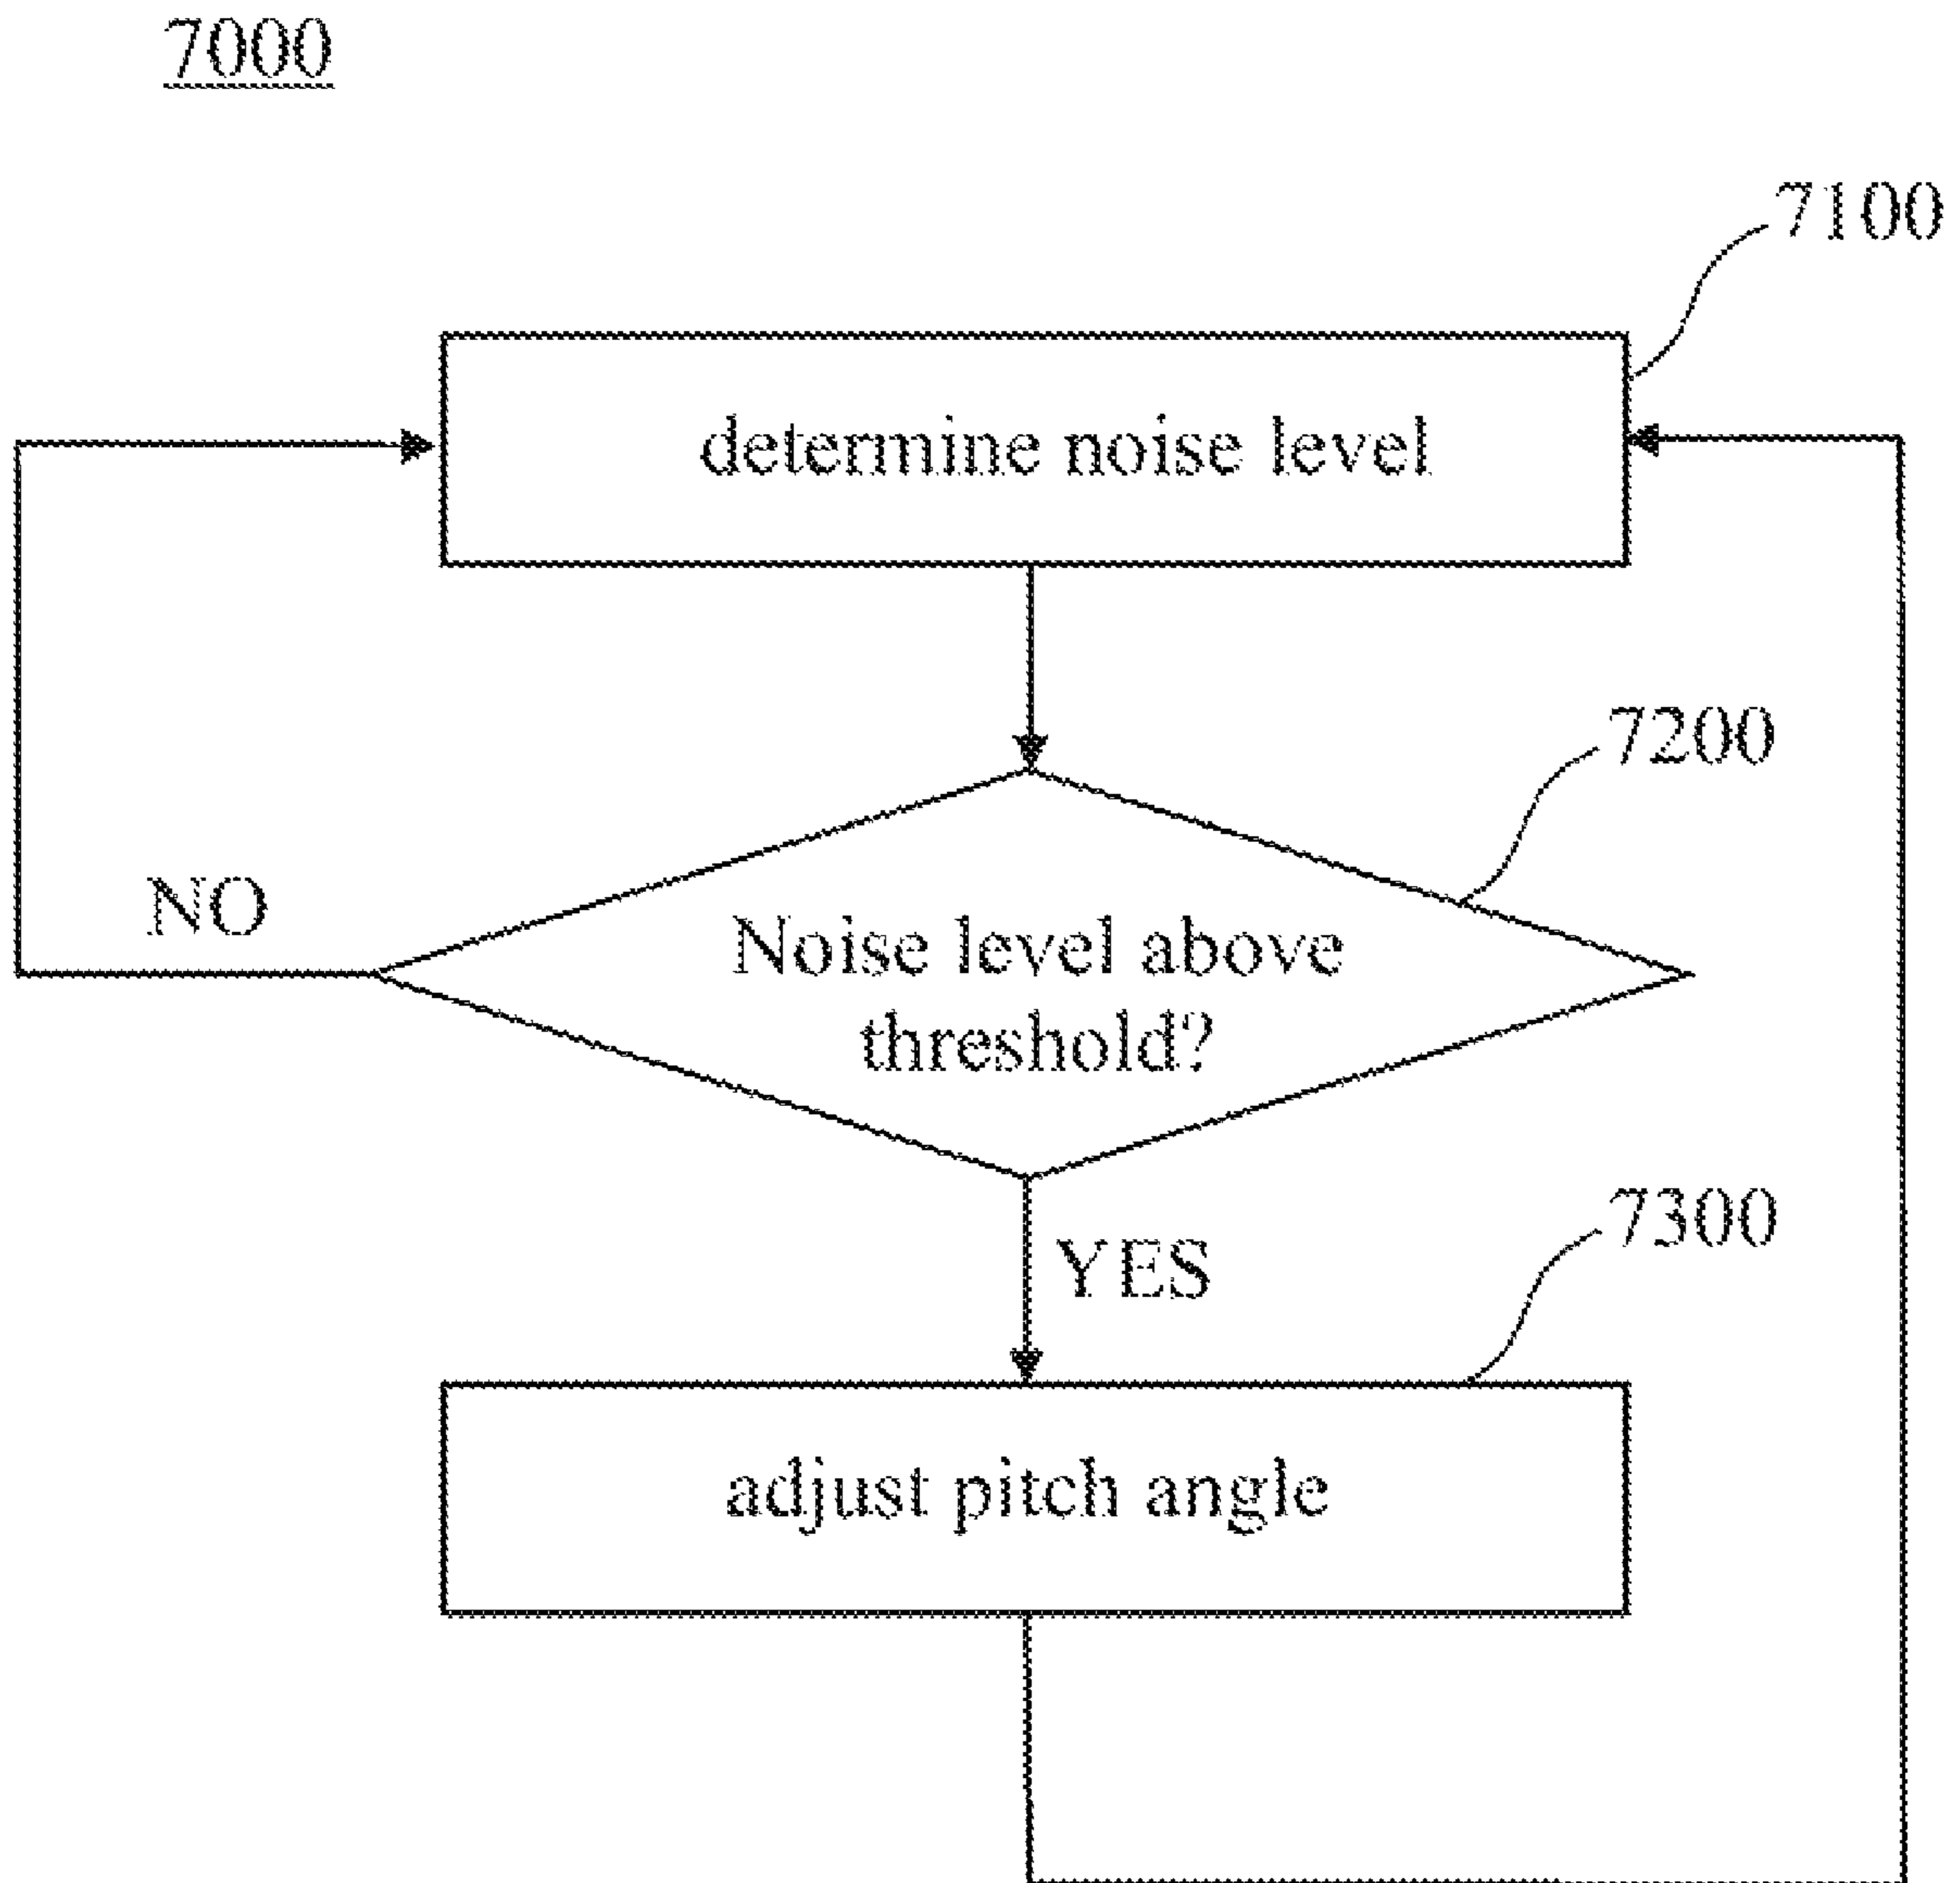 7000
7100
determine noise level
7200
NO
Noise level above
threshold?
YES
7300
adjust pitch angle